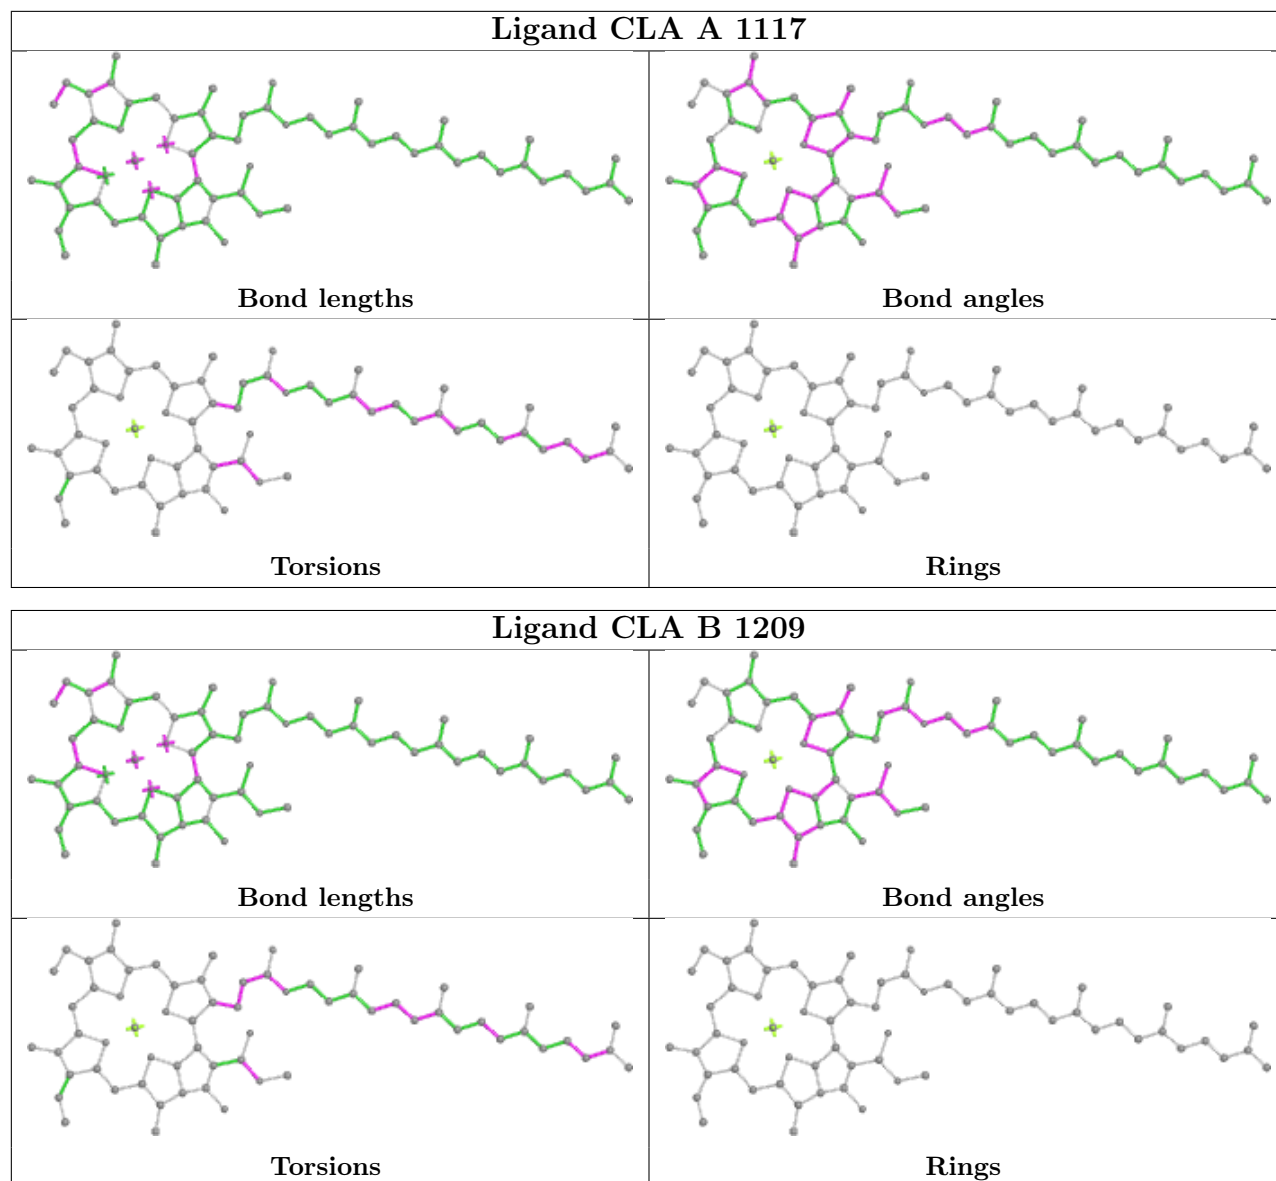 Ligand CLA A 1117
Bond lengths
Bond angles
Torsions
Rings
Ligand CLA B 1209
Bond lengths
Bond angles
Torsions
Rings